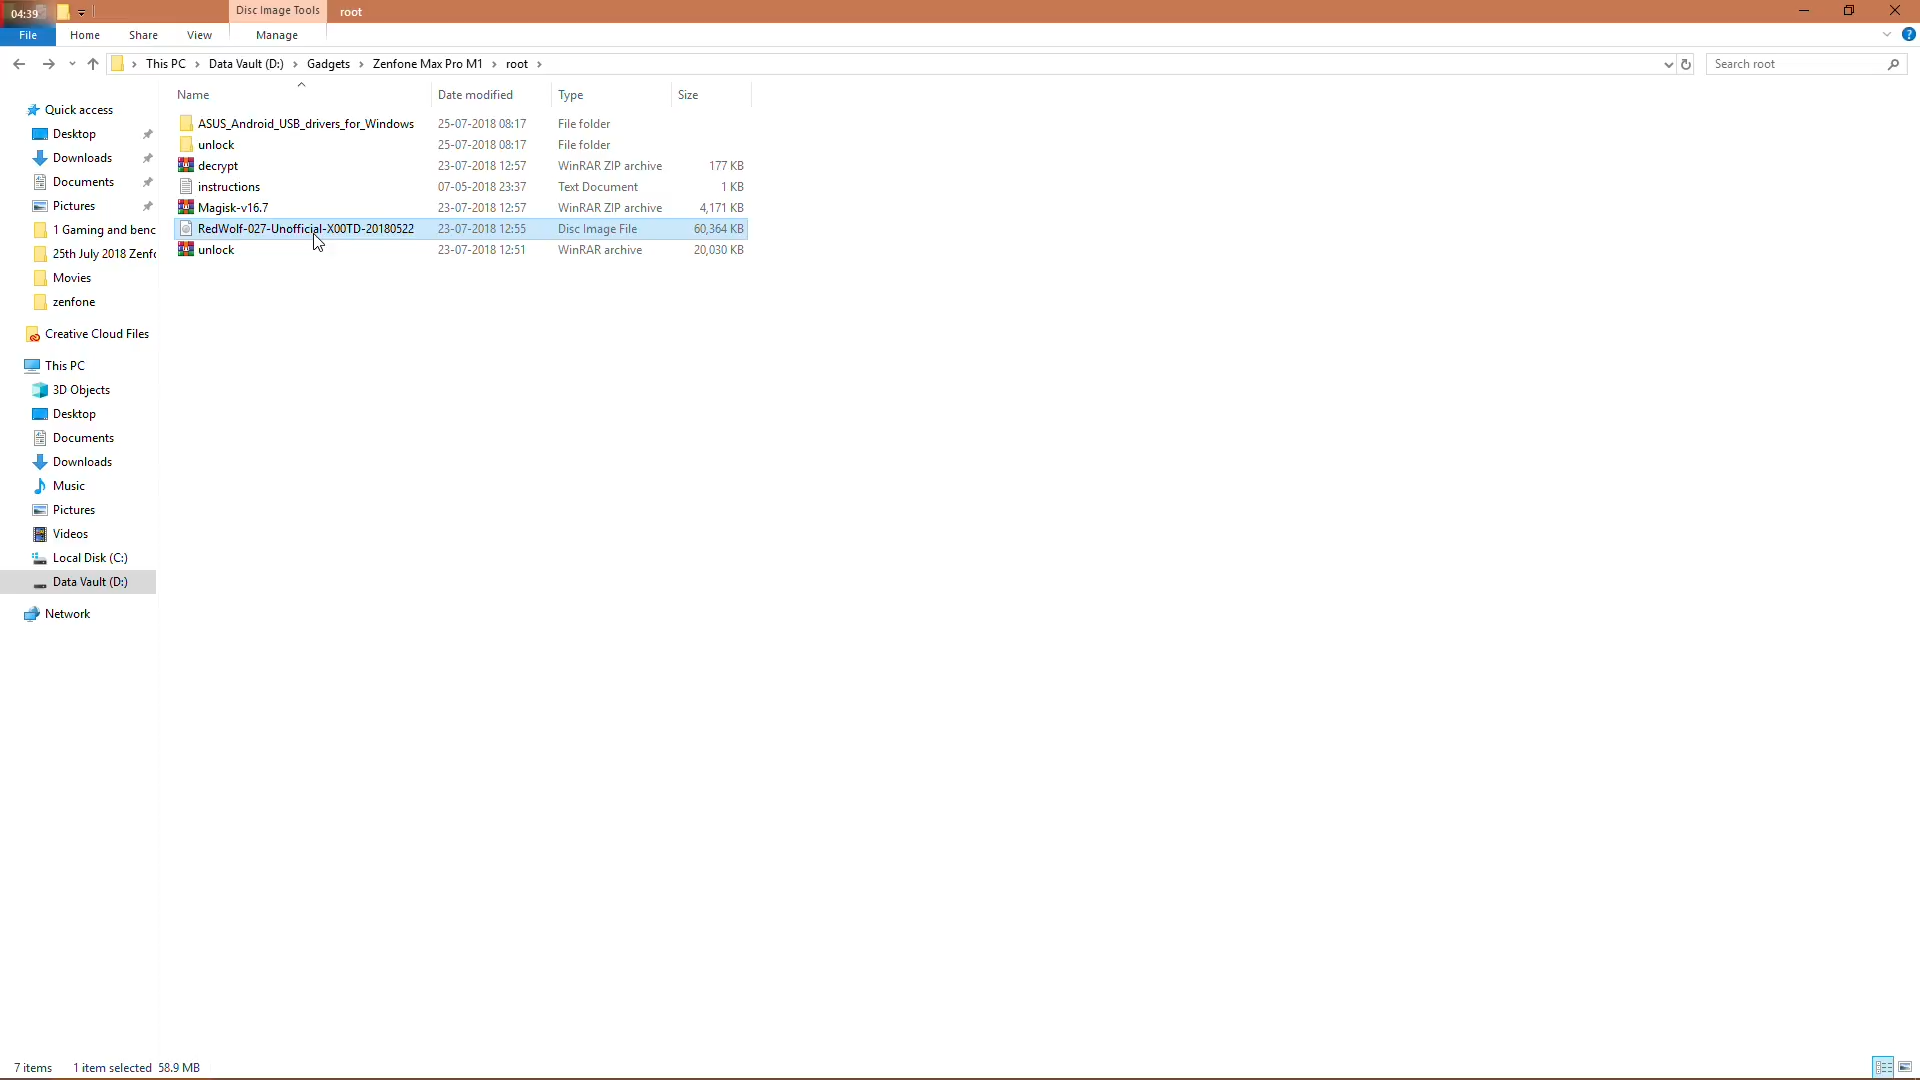 04:39
Disc Image Tools root
File Home Share View Manage
This PC Data Vault (D:) Gadgets Zenfone Max Pro M1 root
Search root
Name Date modified Type Size
ASUS_Android_USB_drivers_for_Windows 25-07-2018 08:17 File folder
unlock 25-07-2018 08:17 File folder
decrypt 23-07-2018 12:57 WinRAR ZIP archive 177 KB
instructions 07-05-2018 23:37 Text Document 1 KB
Magisk-v16.7 23-07-2018 12:57 WinRAR ZIP archive 4,171 KB
RedWolf-027-Unofficial-X00TD-20180522 23-07-2018 12:55 Disc Image File 60,364 KB
unlock 23-07-2018 12:51 WinRAR archive 20,030 KB
Quick access
Desktop
Downloads
Documents
Pictures
1 Gaming and benc
25th July 2018 Zenfo
Movies
zenfone
Creative Cloud Files
This PC
3D Objects
Desktop
Documents
Downloads
Music
Pictures
Videos
Local Disk (C:)
Data Vault (D:)
Network
7 items 1 item selected 58.9 MB